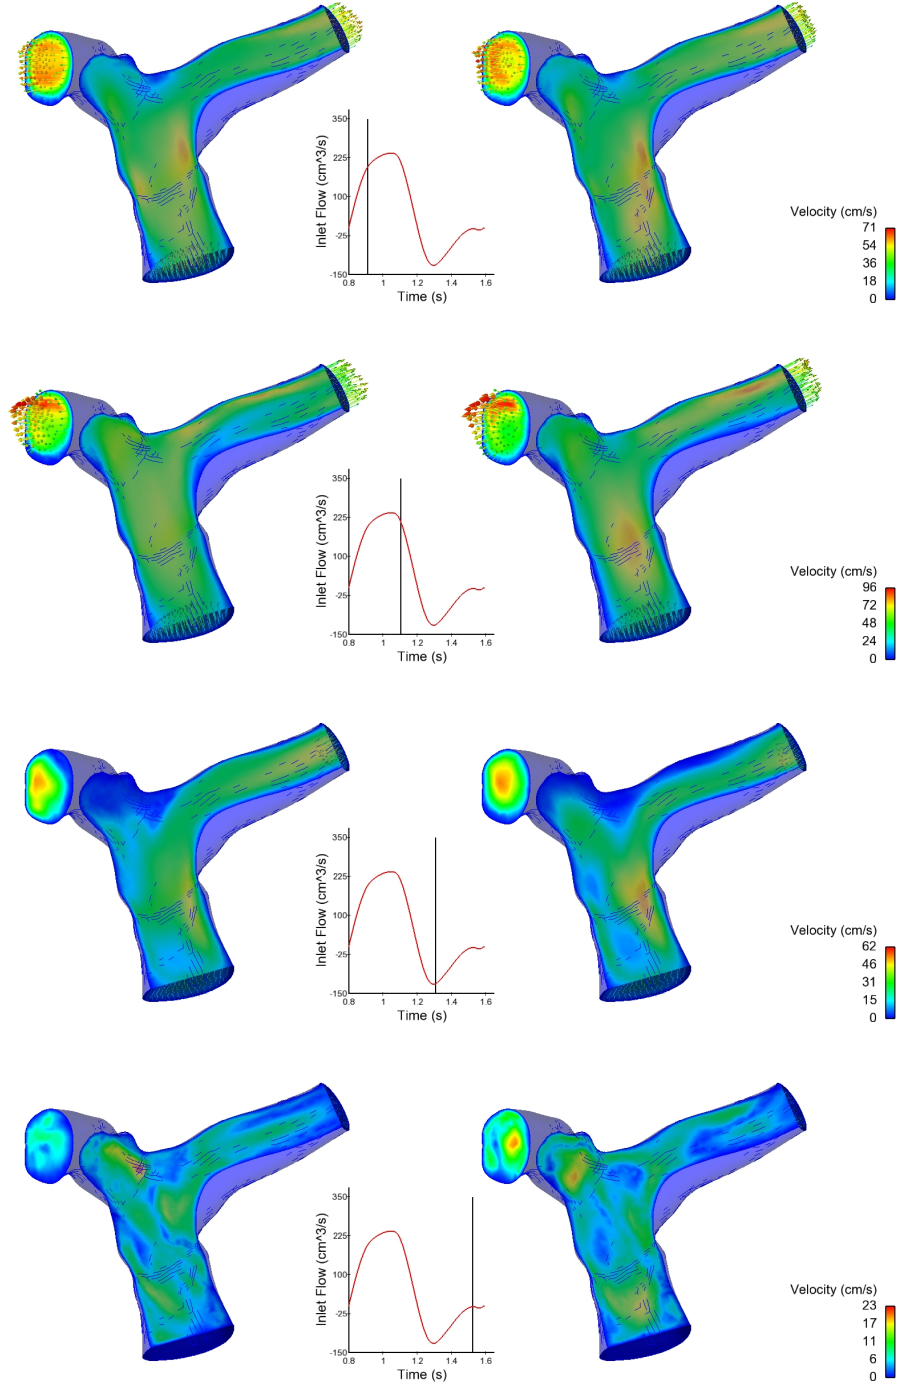 350
225
100
-25
-150
Inlet Flow (cm^3/s)
0.8 1 1.2 1.4 1.6
Time (s)
Velocity (cm/s)
71
54
36
18
0
350
225
100
-25
-150
Inlet Flow (cm^3/s)
0.8 1 1.2 1.4 1.6
Time (s)
Velocity (cm/s)
96
72
48
24
0
350
225
100
-25
-150
Inlet Flow (cm^3/s)
0.8 1 1.2 1.4 1.6
Time (s)
Velocity (cm/s)
62
46
31
15
0
350
225
100
-25
-150
Inlet Flow (cm^3/s)
0.8 1 1.2 1.4 1.6
Time (s)
Velocity (cm/s)
23
17
11
6
0